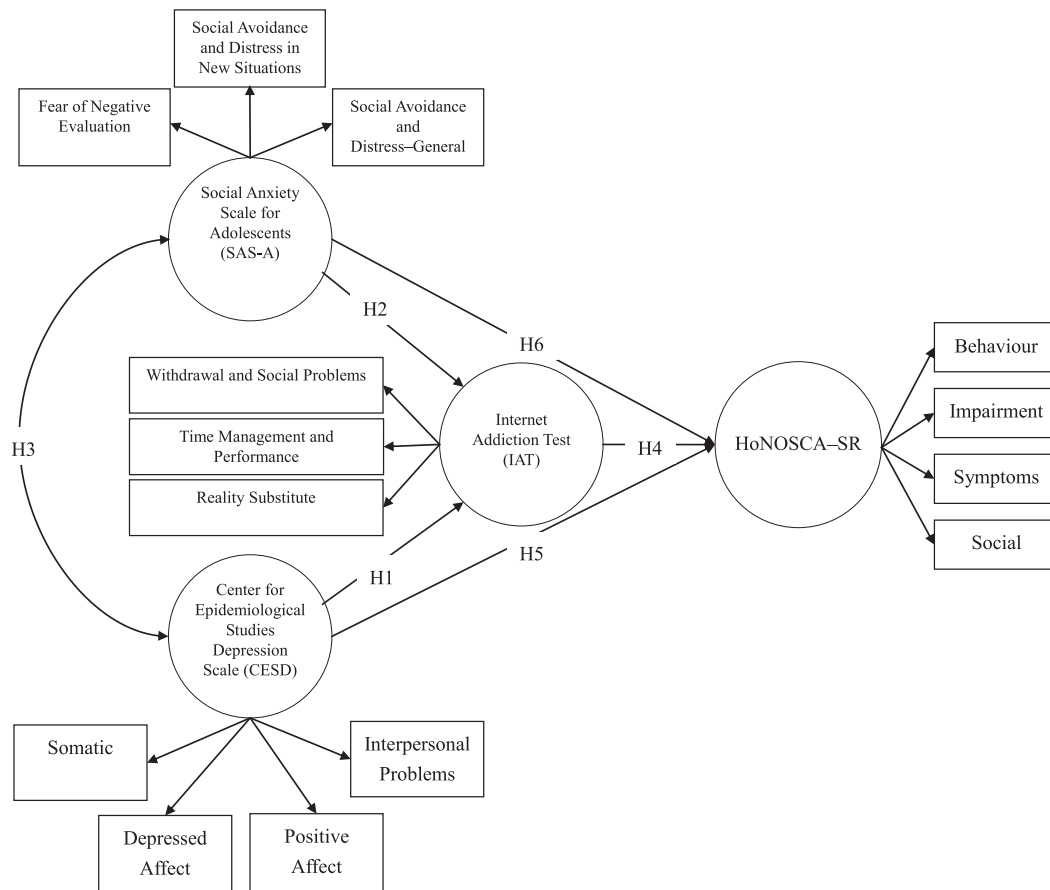 Social Avoidance
and Distress in
New Situations
Fear of Negative
Evaluation
Social Avoidance
and
Distress–General
Social Anxiety
Scale for
Adolescents
(SAS-A)
H2
H6
H3
Withdrawal and Social Problems
Time Management and
Performance
Reality Substitute
Internet
Addiction Test
(IAT)
H4
HoNOSCA–SR
Behaviour
Impairment
Symptoms
Social
H1
H5
Center for
Epidemiological
Studies
Depression
Scale (CESD)
Somatic
Interpersonal
Problems
Depressed
Affect
Positive
Affect